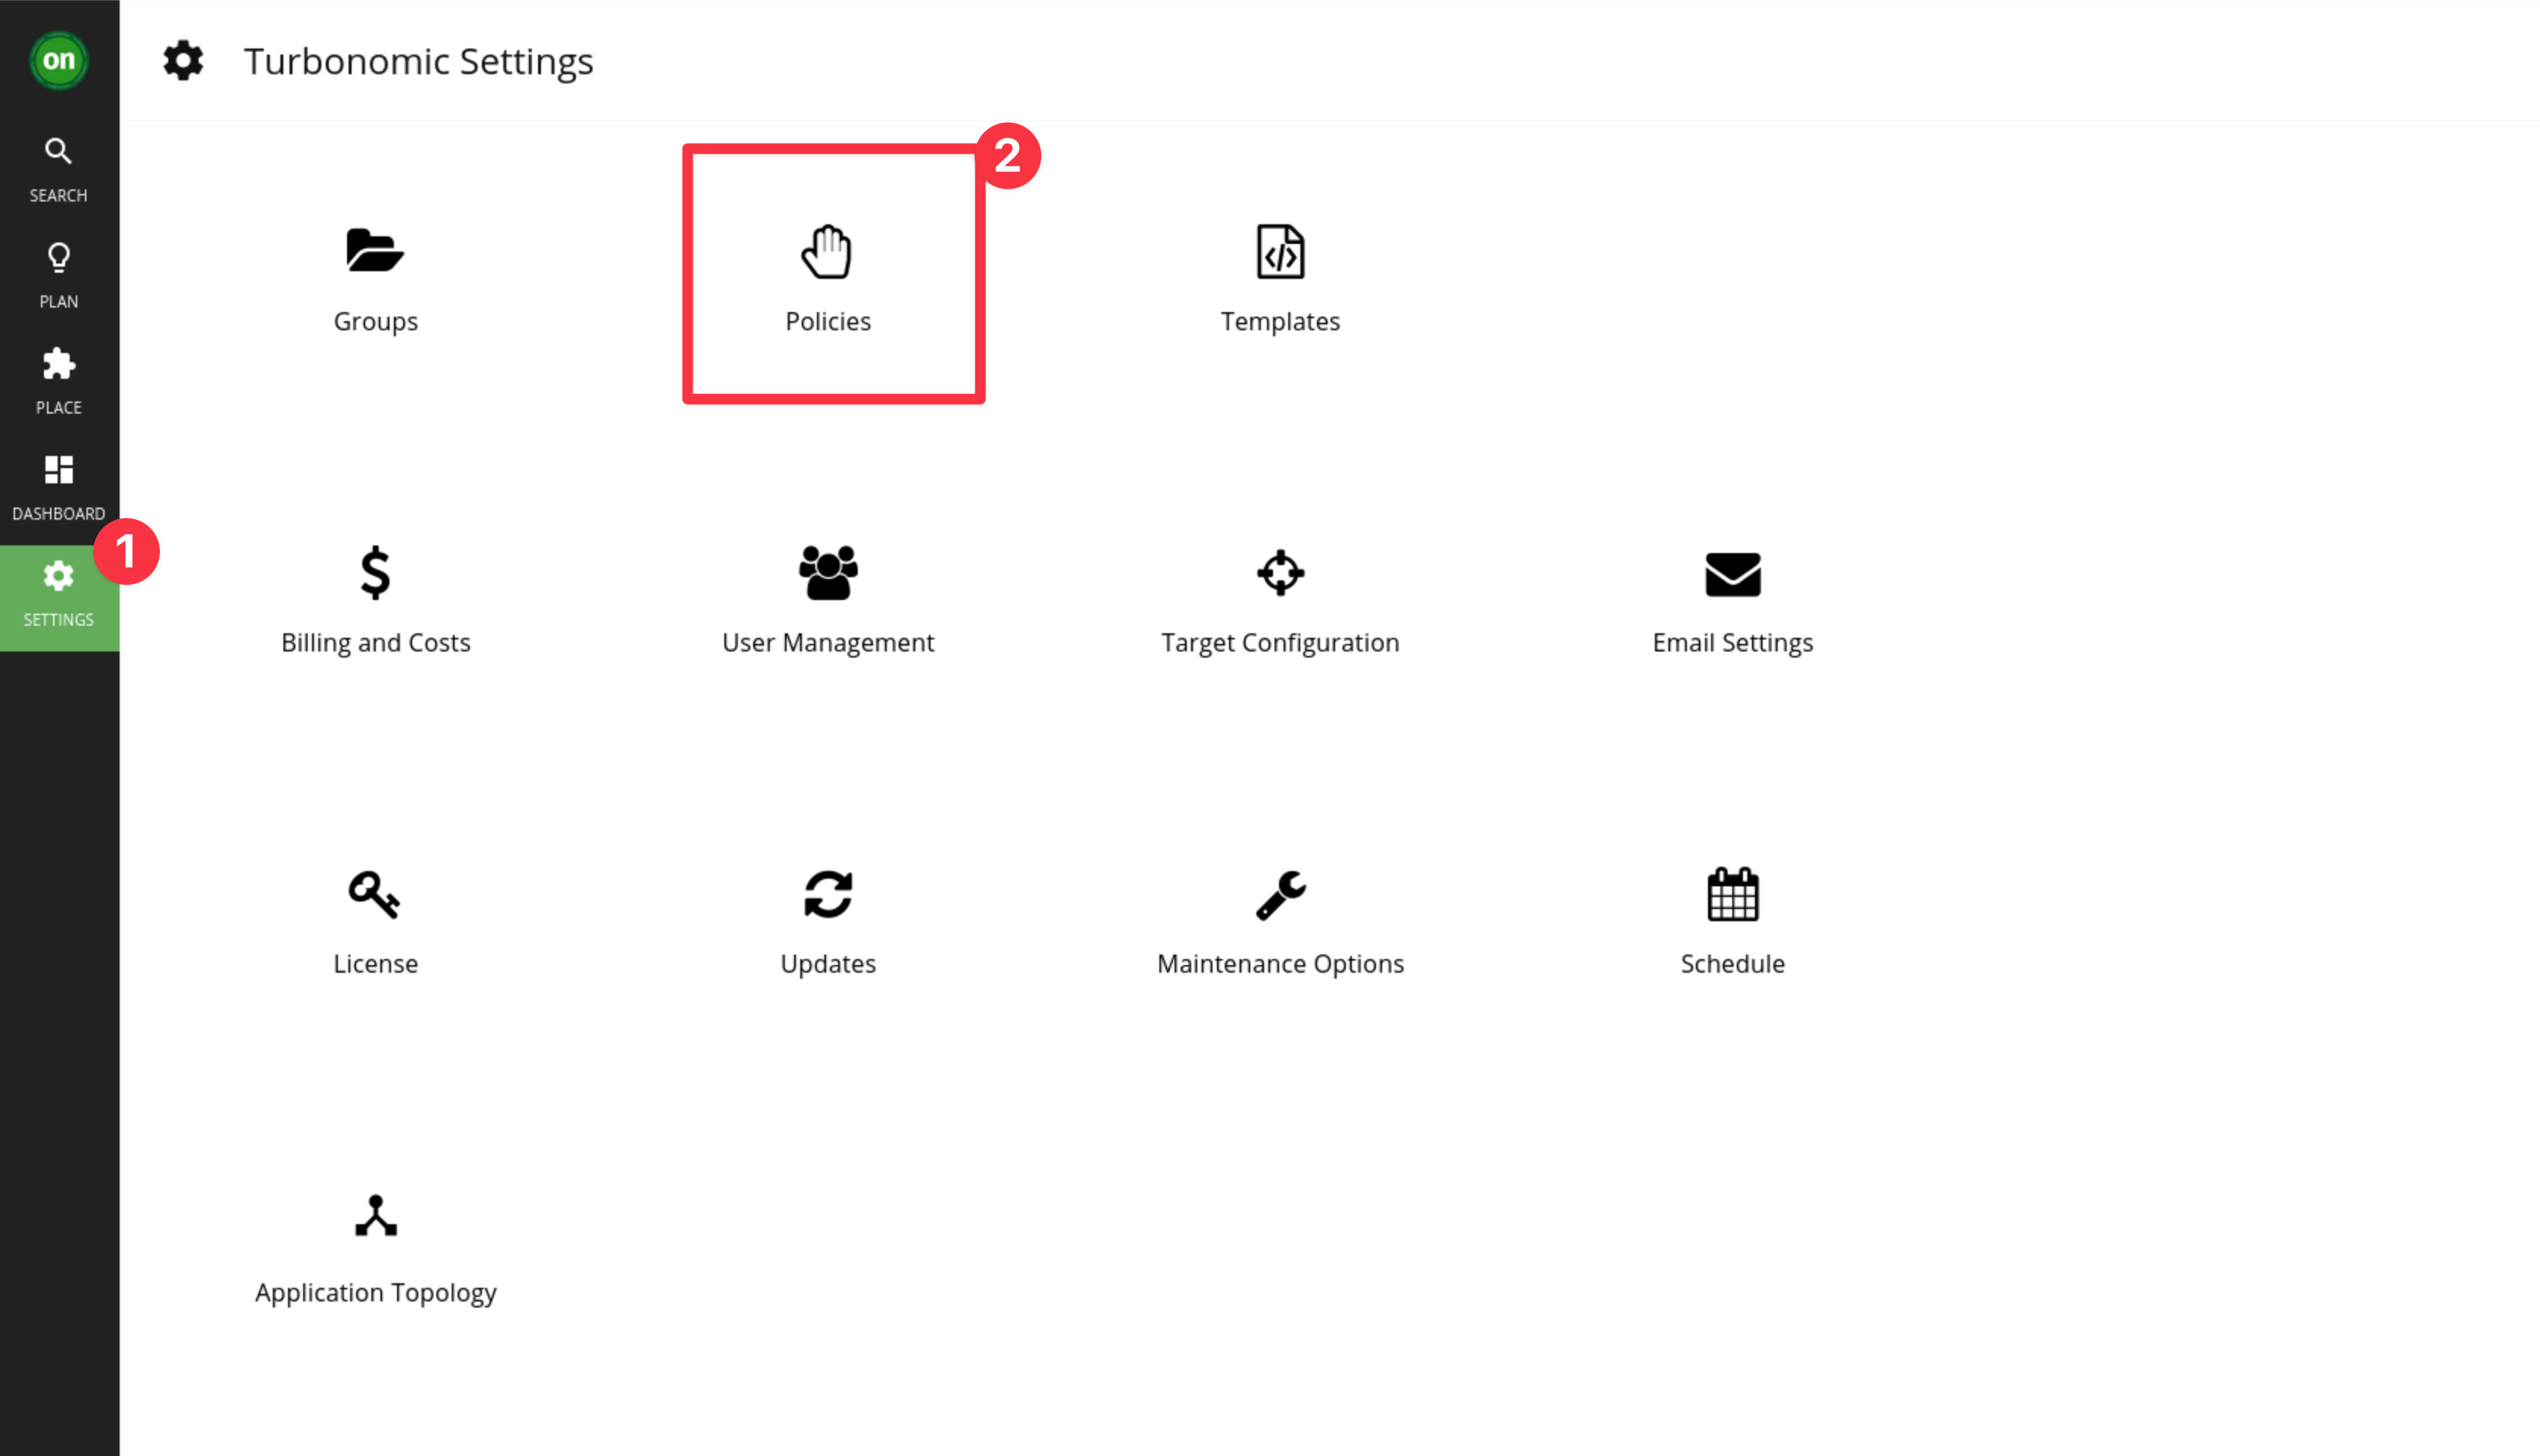 on
SEARCH
PLAN
PLACE
DASHBOARD
1
SETTINGS
Turbonomic Settings
2
Groups
Policies
Templates
Billing and Costs
User Management
Target Configuration
Email Settings
License
Updates
Maintenance Options
Schedule
Application Topology